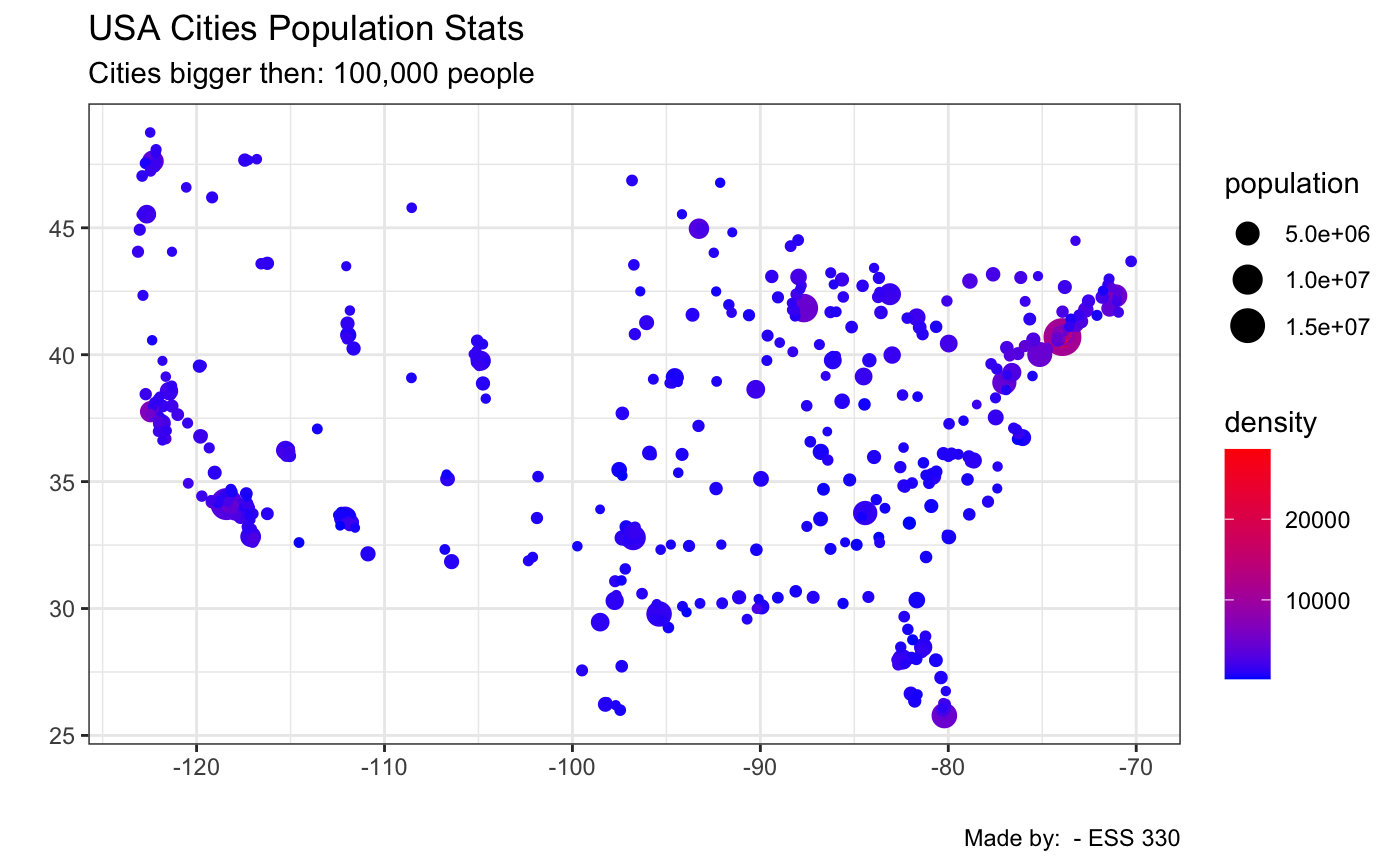 USA Cities Population Stats
Cities bigger then: 100,000 people
45
40
35
30
25
-120 -110 -100 -90 -80 -70
population
5.0e+06
1.0e+07
1.5e+07
density
20000
10000
Made by:  - ESS 330